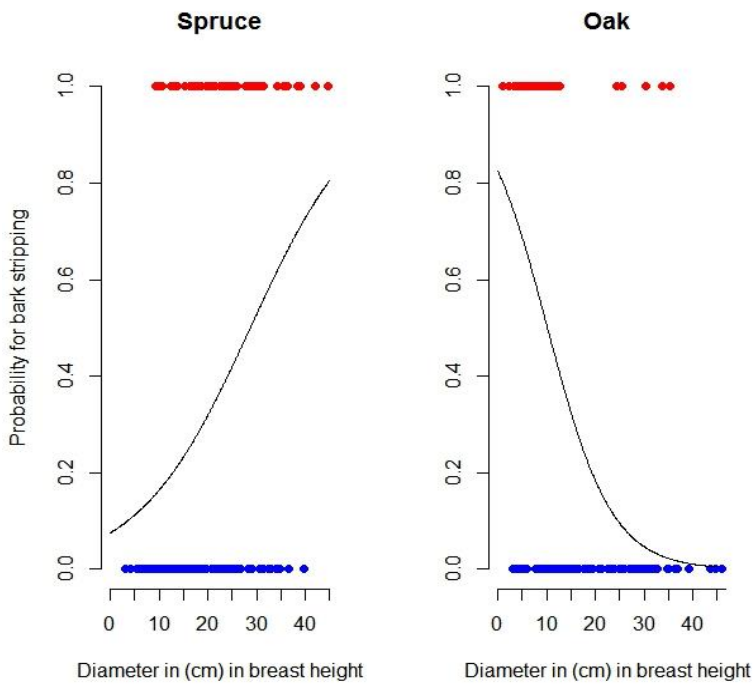 Spruce
Oak
Probability for bark stripping
0.0 0.2 0.4 0.6 0.8 1.0
0 10 20 30 40
Diameter in (cm) in breast height
0.0 0.2 0.4 0.6 0.8 1.0
0 10 20 30 40
Diameter in (cm) in breast height